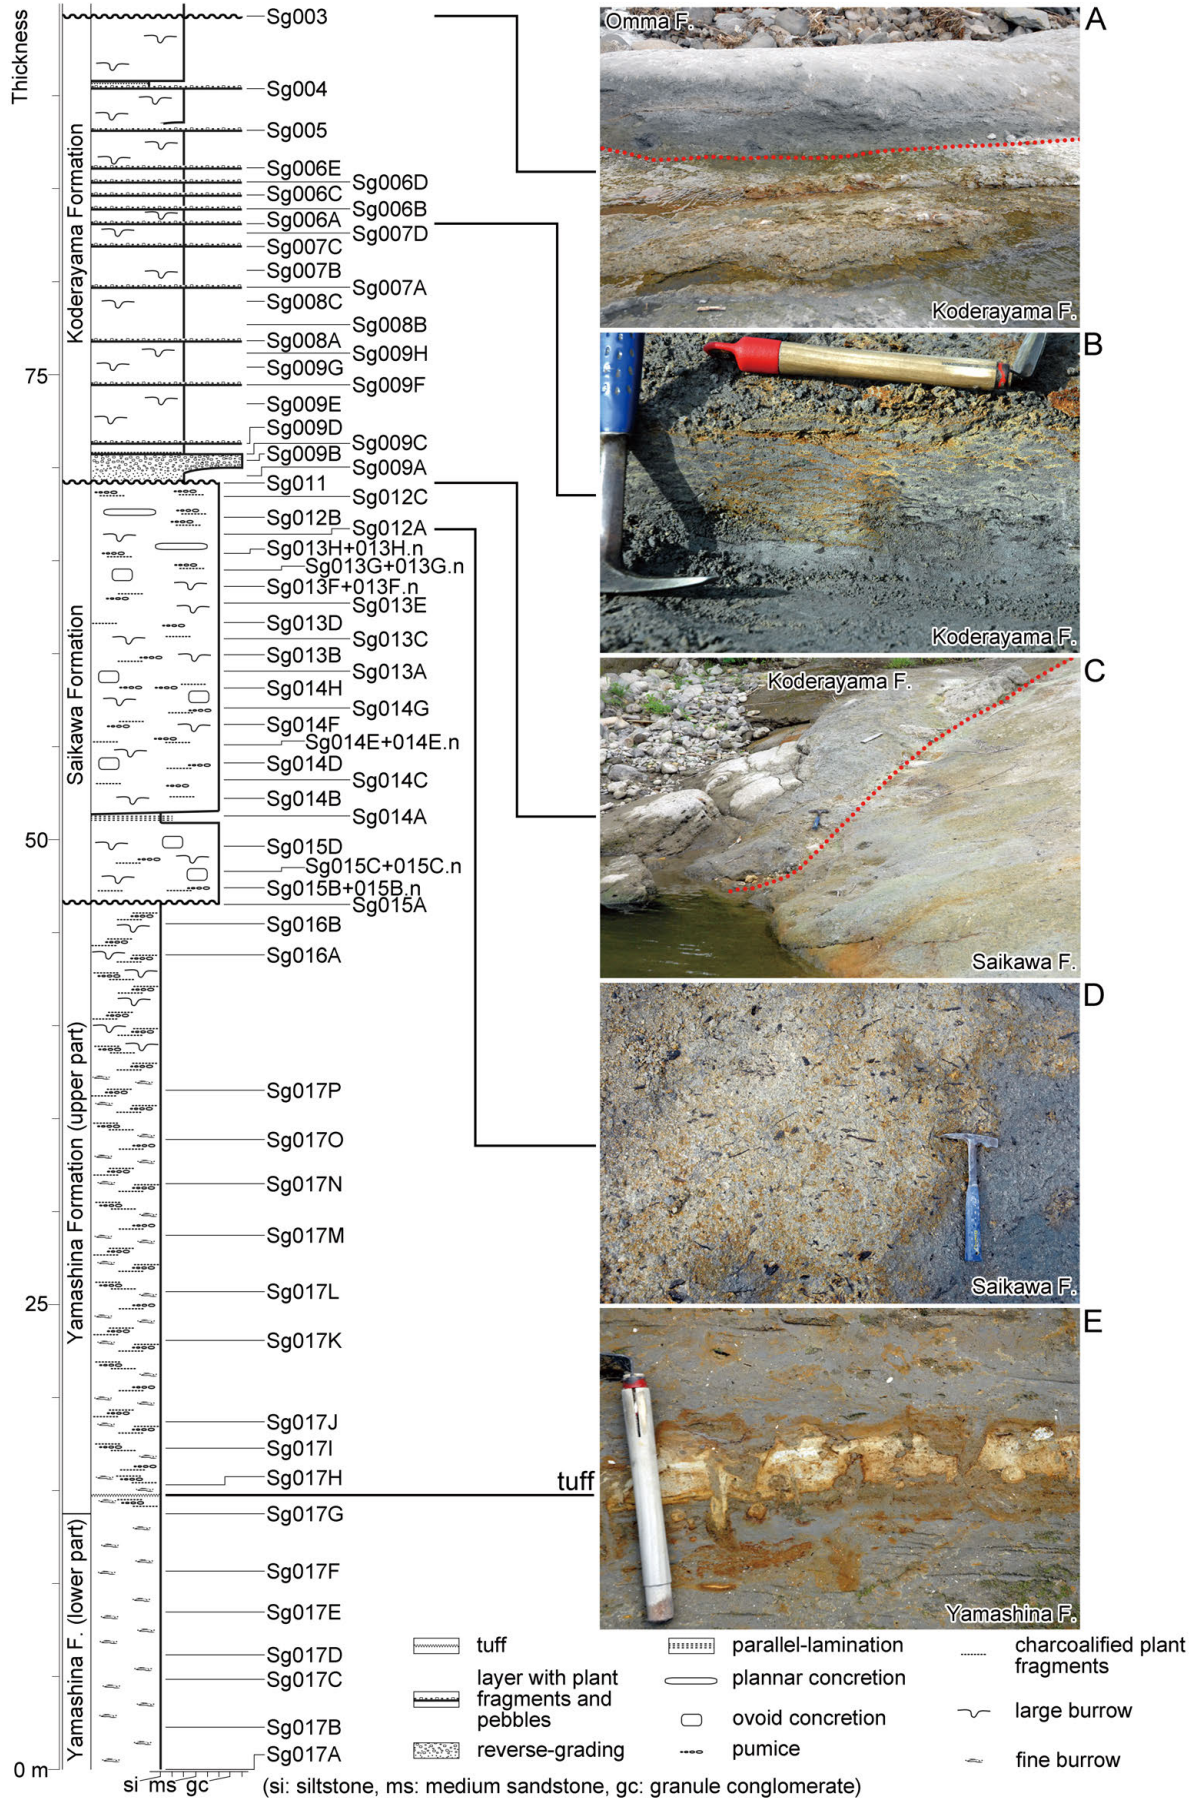 Thickness
Koderayama Formation
Saikawa Formation
Yamashina Formation (upper part)
Yamashina F. (lower part)
75
50
25
0 m
Sg003
Sg004
Sg005
Sg006E
Sg006D
Sg006C
Sg006B
Sg006A
Sg007D
Sg007C
Sg007B
Sg007A
Sg008C
Sg008B
Sg008A
Sg009H
Sg009G
Sg009F
Sg009E
Sg009D
Sg009C
Sg009B
Sg009A
Sg011
Sg012C
Sg012B
Sg012A
Sg013H+013H.n
Sg013G+013G.n
Sg013F+013F.n
Sg013E
Sg013D
Sg013C
Sg013B
Sg013A
Sg014H
Sg014G
Sg014F
Sg014E+014E.n
Sg014D
Sg014C
Sg014B
Sg014A
Sg015D
Sg015C+015C.n
Sg015B+015B.n
Sg015A
Sg016B
Sg016A
Sg017P
Sg017O
Sg017N
Sg017M
Sg017L
Sg017K
Sg017J
Sg017I
Sg017H
tuff
Sg017G
Sg017F
Sg017E
Sg017D
Sg017C
Sg017B
Sg017A
si ms gc
(si: siltstone, ms: medium sandstone, gc: granule conglomerate)
A
Omma F.
Koderayama F.
B
Koderayama F.
C
Koderayama F.
Saikawa F.
D
Saikawa F.
E
Yamashina F.
tuff
layer with plant
fragments and
pebbles
reverse-grading
parallel-lamination
plannar concretion
ovoid concretion
pumice
charcoalified plant
fragments
large burrow
fine burrow